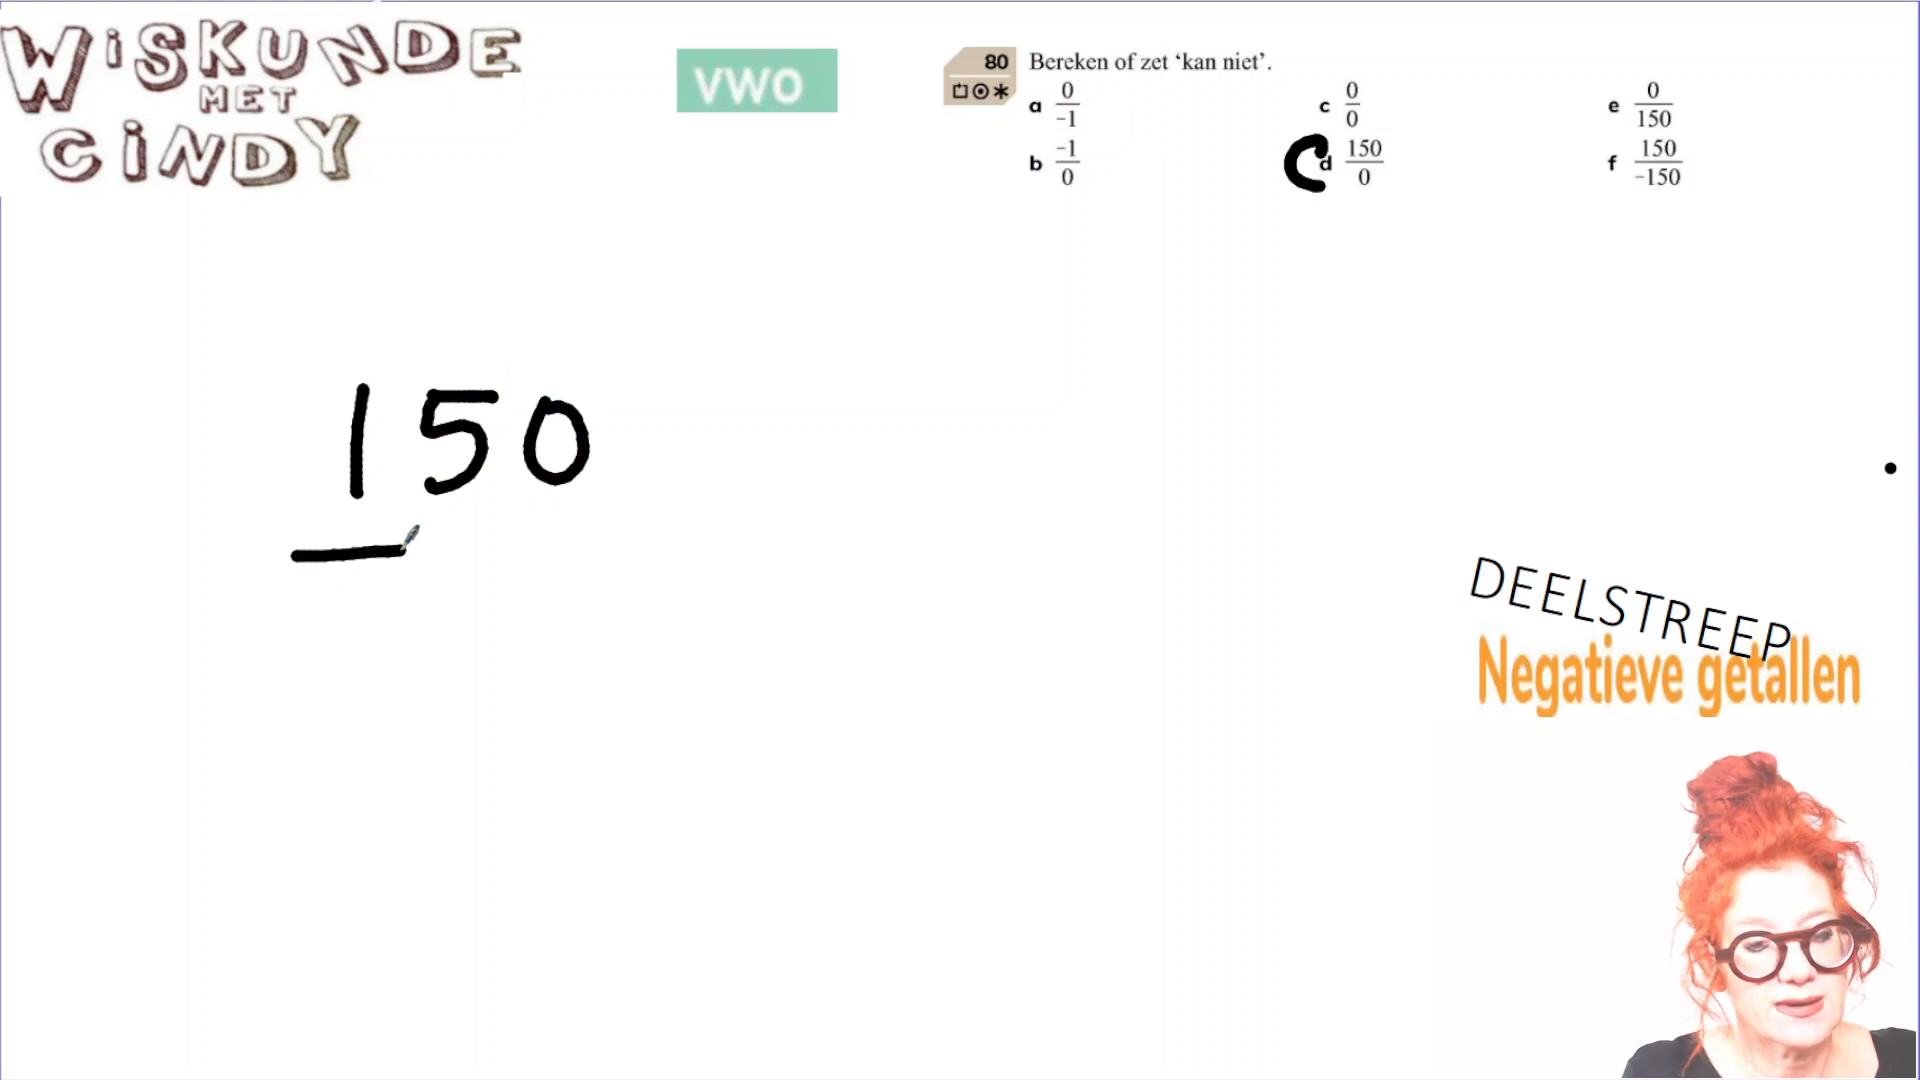 WiSKUNDE
MET
CiNDY
VWO
80 Bereken of zet ‘kan niet’.
a 0/-1
b -1/0
c 0/0
d 150/0
e 0/150
f 150/-150
150
DEELSTREEP
Negatieve getallen